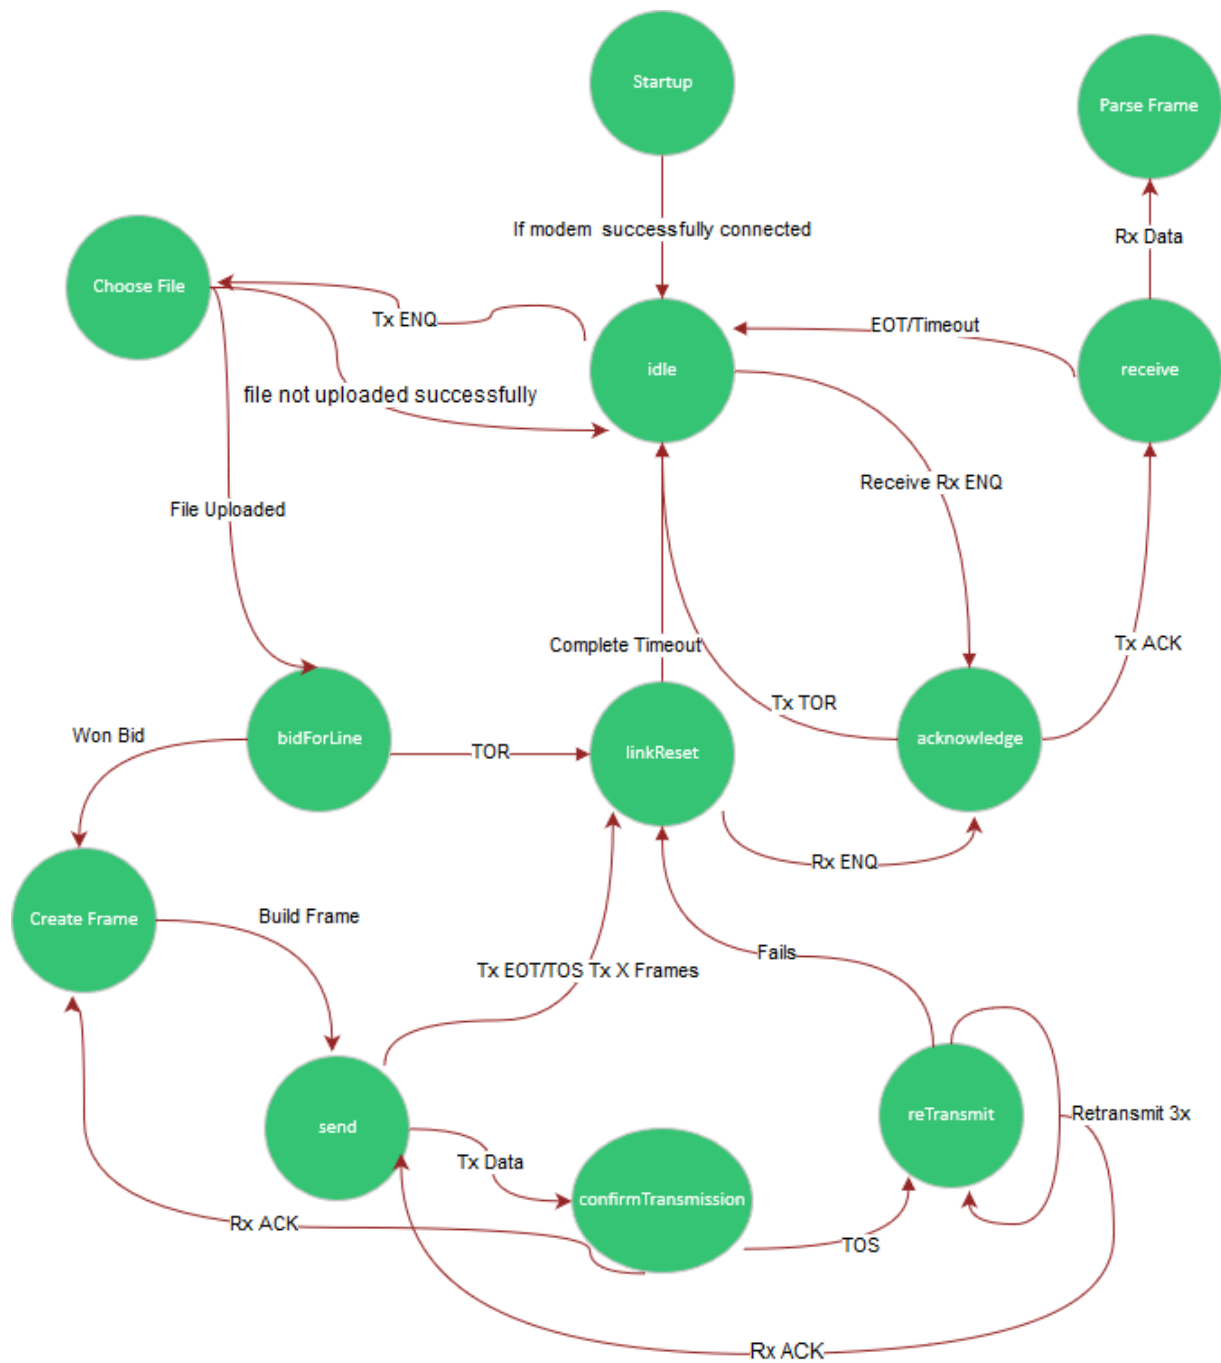 Startup
Parse Frame
If modem  successfully connected
Rx Data
Choose File
Tx ENQ
EOT/Timeout
idle
receive
file not uploaded successfully
Receive Rx ENQ
File Uploaded
Complete Timeout
Tx ACK
Tx TOR
Won Bid
bidForLine
TOR
linkReset
acknowledge
Rx ENQ
Create Frame
Build Frame
Tx EOT/TOS Tx X Frames
Fails
send
reTransmit
Retransmit 3x
Tx Data
confirmTransmission
Rx ACK
TOS
Rx ACK